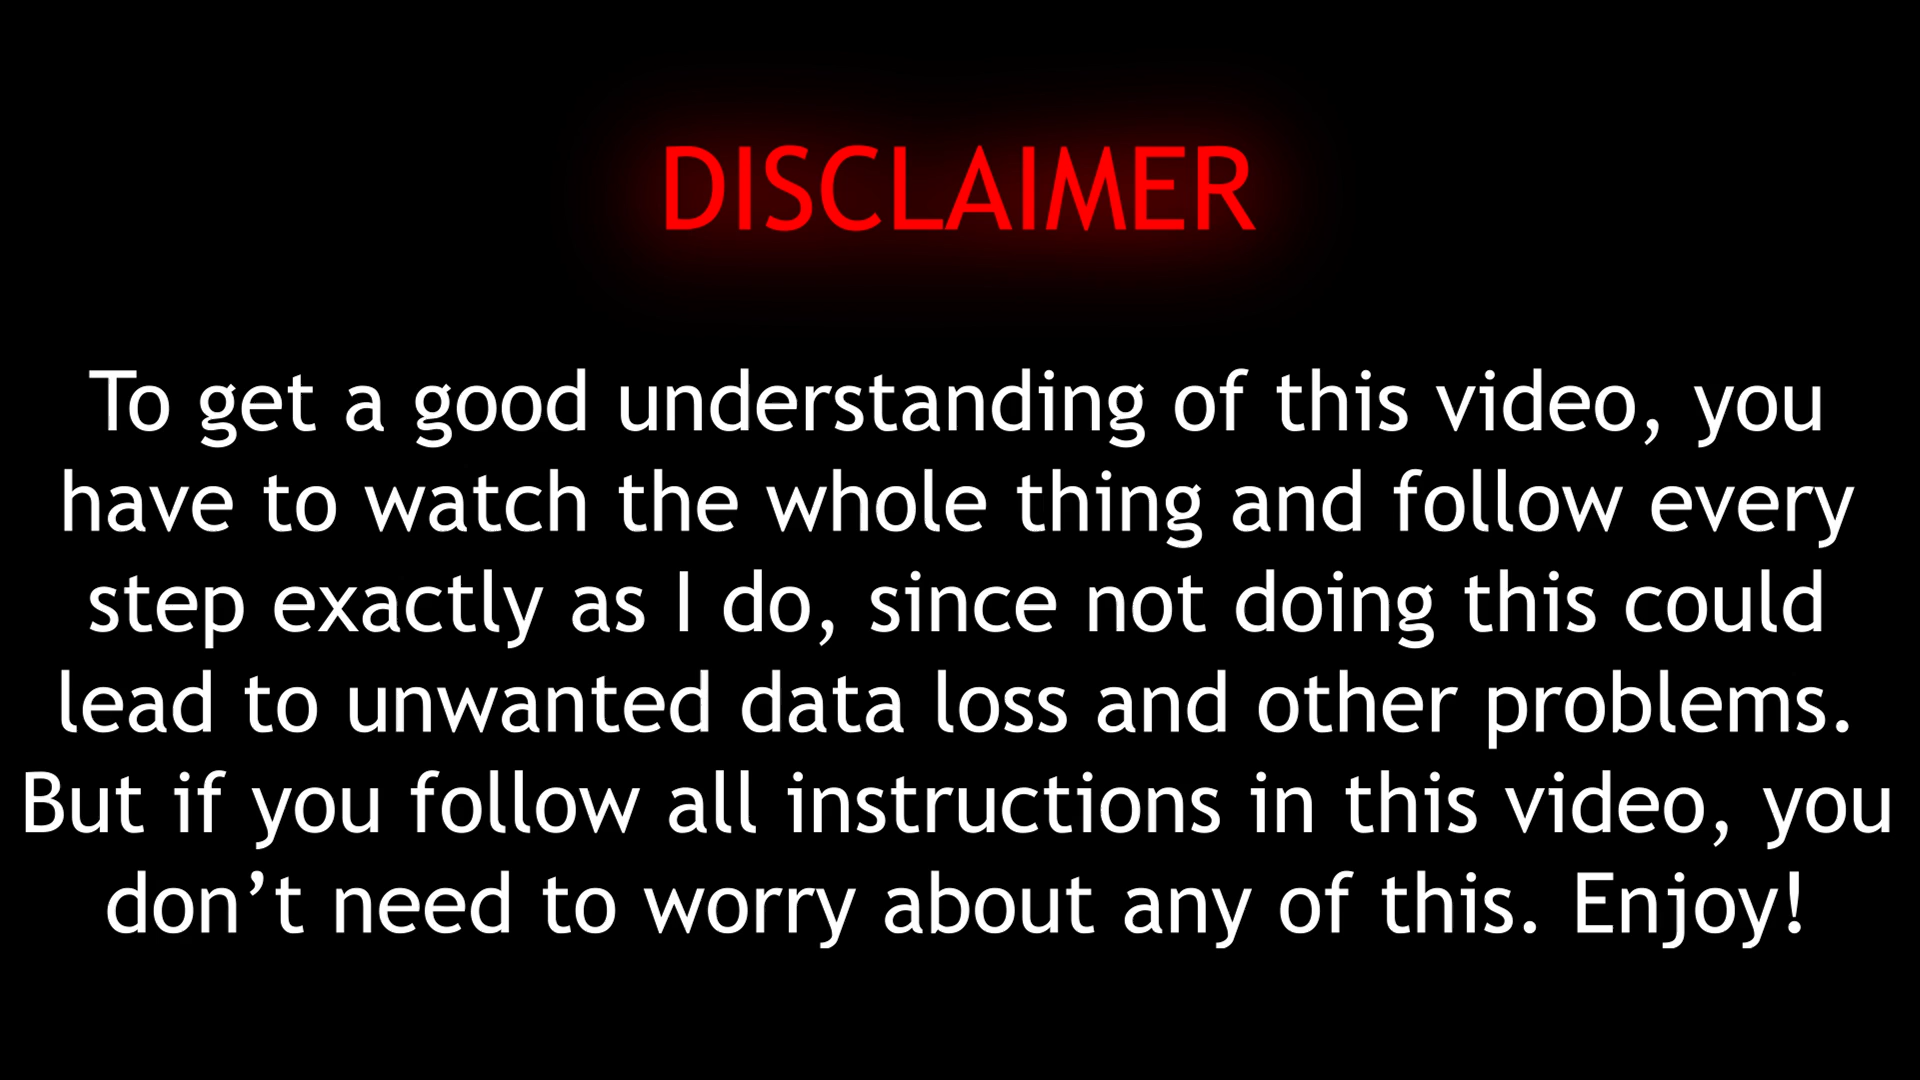 DISCLAIMER
To get a good understanding of this video, you
have to watch the whole thing and follow every
step exactly as I do, since not doing this could
lead to unwanted data loss and other problems.
But if you follow all instructions in this video, you
don’t need to worry about any of this. Enjoy!